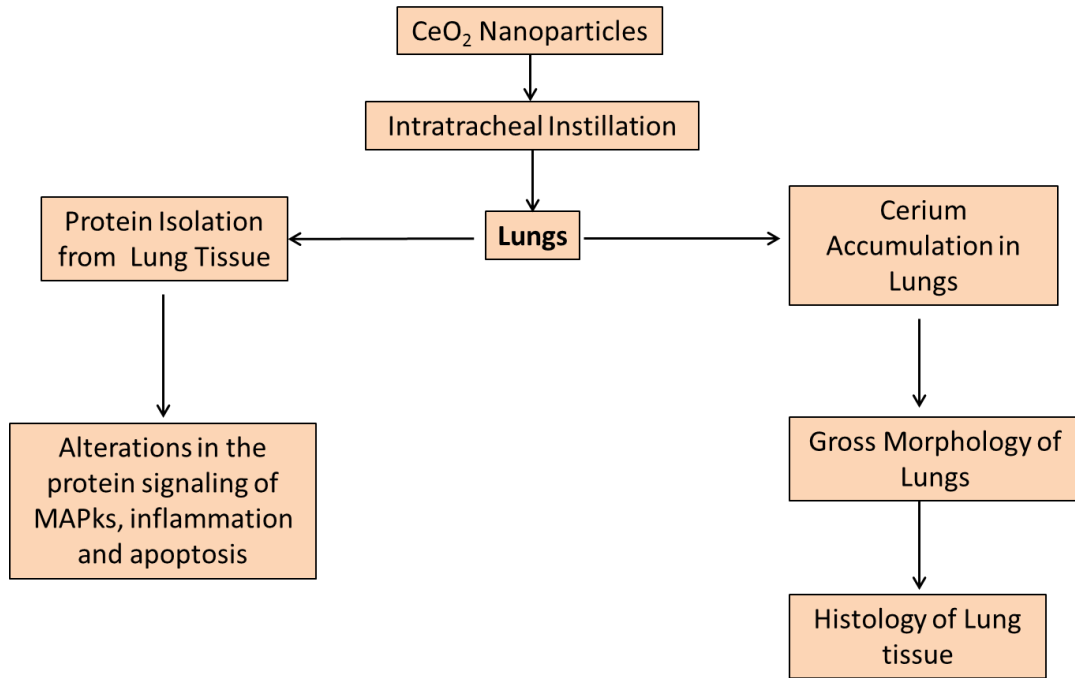 CeO₂ Nanoparticles
Intratracheal Instillation
Protein Isolation
from Lung Tissue
Lungs
Cerium
Accumulation in
Lungs
Alterations in the
protein signaling of
MAPks, inflammation
and apoptosis
Gross Morphology of
Lungs
Histology of Lung
tissue